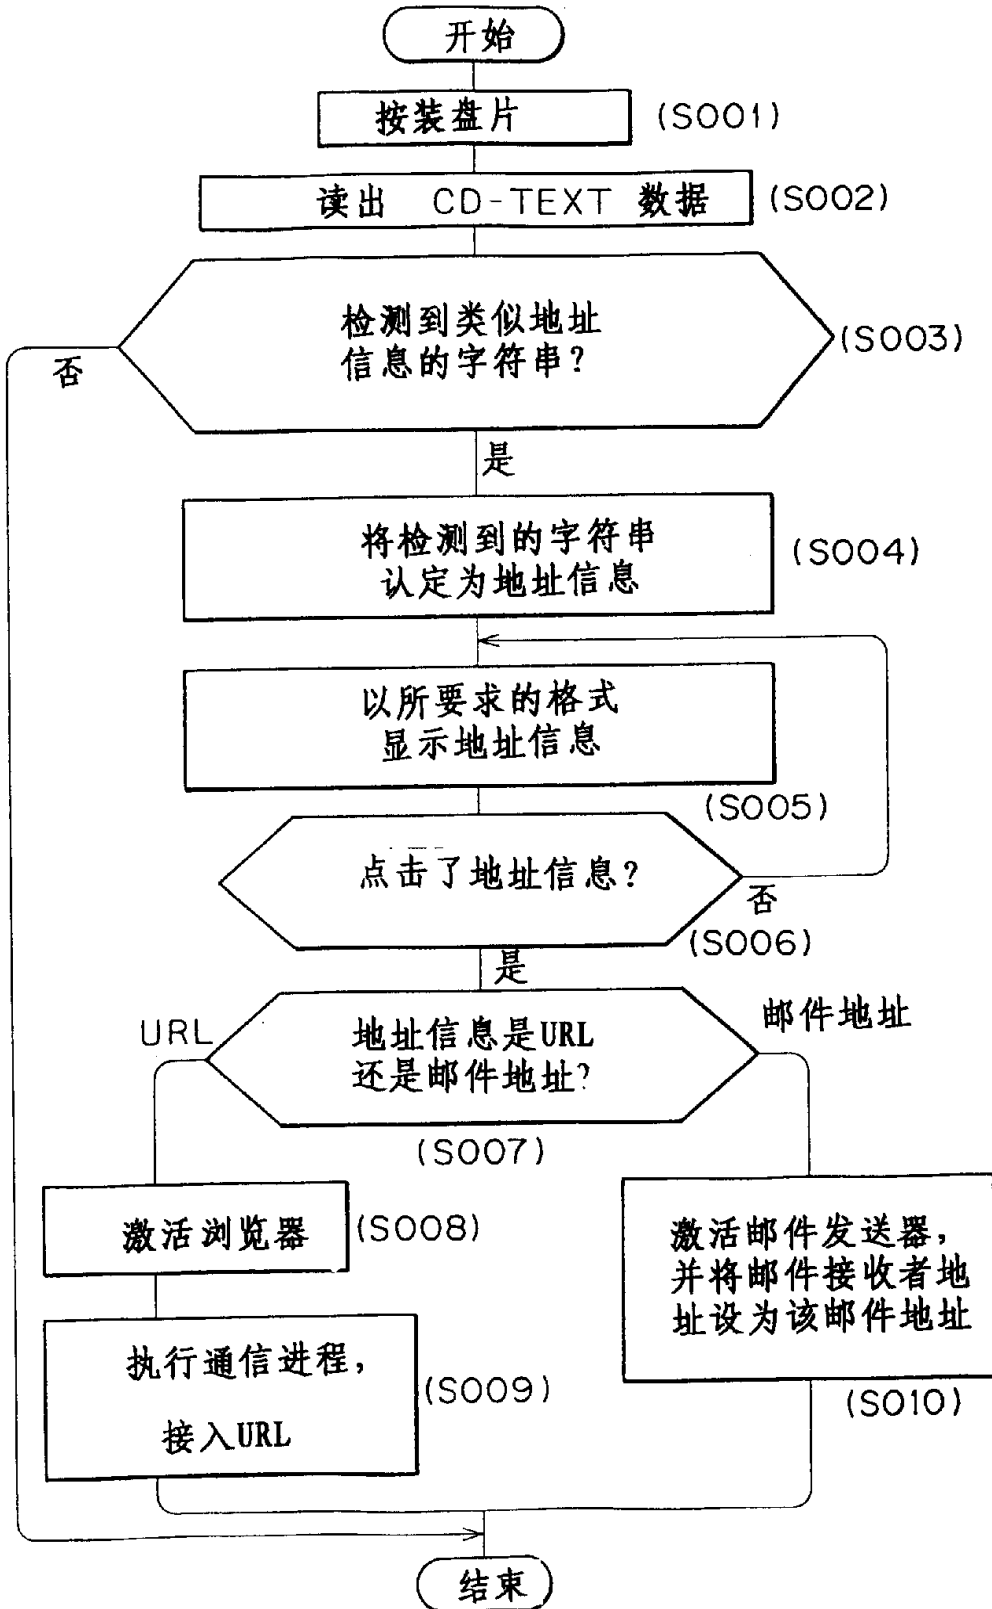 开始
按装盘片 (S001)
读出 CD-TEXT 数据 (S002)
检测到类似地址
信息的字符串?
(S003)
否
是
将检测到的字符串
认定为地址信息
(S004)
以所要求的格式
显示地址信息
(S005)
点击了地址信息?
否
(S006)
是
URL
地址信息是URL
还是邮件地址?
邮件地址
(S007)
激活浏览器 (S008)
执行通信进程,
接入URL
(S009)
激活邮件发送器,
并将邮件接收者地
址设为该邮件地址
(S010)
结束